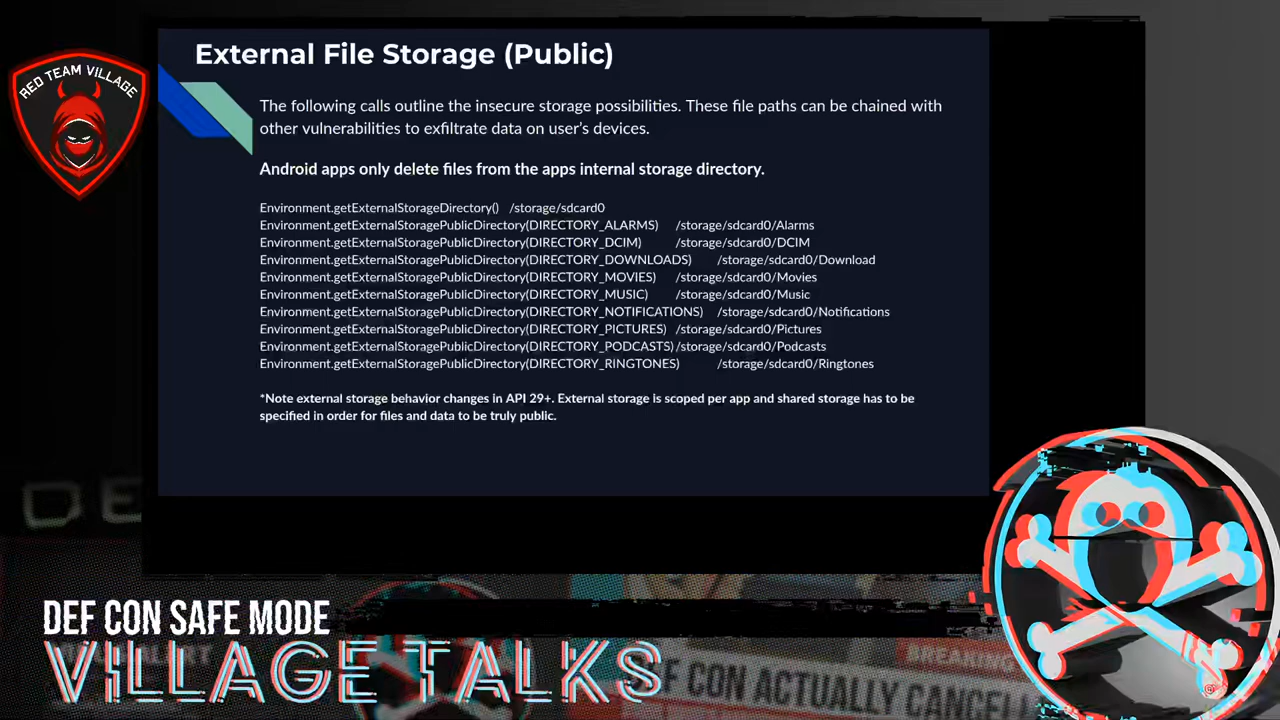 RED TEAM VILLAGE
External File Storage (Public)
The following calls outline the insecure storage possibilities. These file paths can be chained with
other vulnerabilities to exfiltrate data on user's devices.
Android apps only delete files from the apps internal storage directory.
Environment.getExternalStorageDirectory() /storage/sdcard0
Environment.getExternalStoragePublicDirectory(DIRECTORY_ALARMS) /storage/sdcard0/Alarms
Environment.getExternalStoragePublicDirectory(DIRECTORY_DCIM) /storage/sdcard0/DCIM
Environment.getExternalStoragePublicDirectory(DIRECTORY_DOWNLOADS) /storage/sdcard0/Download
Environment.getExternalStoragePublicDirectory(DIRECTORY_MOVIES) /storage/sdcard0/Movies
Environment.getExternalStoragePublicDirectory(DIRECTORY_MUSIC) /storage/sdcard0/Music
Environment.getExternalStoragePublicDirectory(DIRECTORY_NOTIFICATIONS) /storage/sdcard0/Notifications
Environment.getExternalStoragePublicDirectory(DIRECTORY_PICTURES) /storage/sdcard0/Pictures
Environment.getExternalStoragePublicDirectory(DIRECTORY_PODCASTS) /storage/sdcard0/Podcasts
Environment.getExternalStoragePublicDirectory(DIRECTORY_RINGTONES) /storage/sdcard0/Ringtones
*Note external storage behavior changes in API 29+. External storage is scoped per app and shared storage has to be
specified in order for files and data to be truly public.
DE
DEF CON SAFE MODE
VILLAGE TALKS
BREAKIN
DEF CON ACTUALLY CANCEL